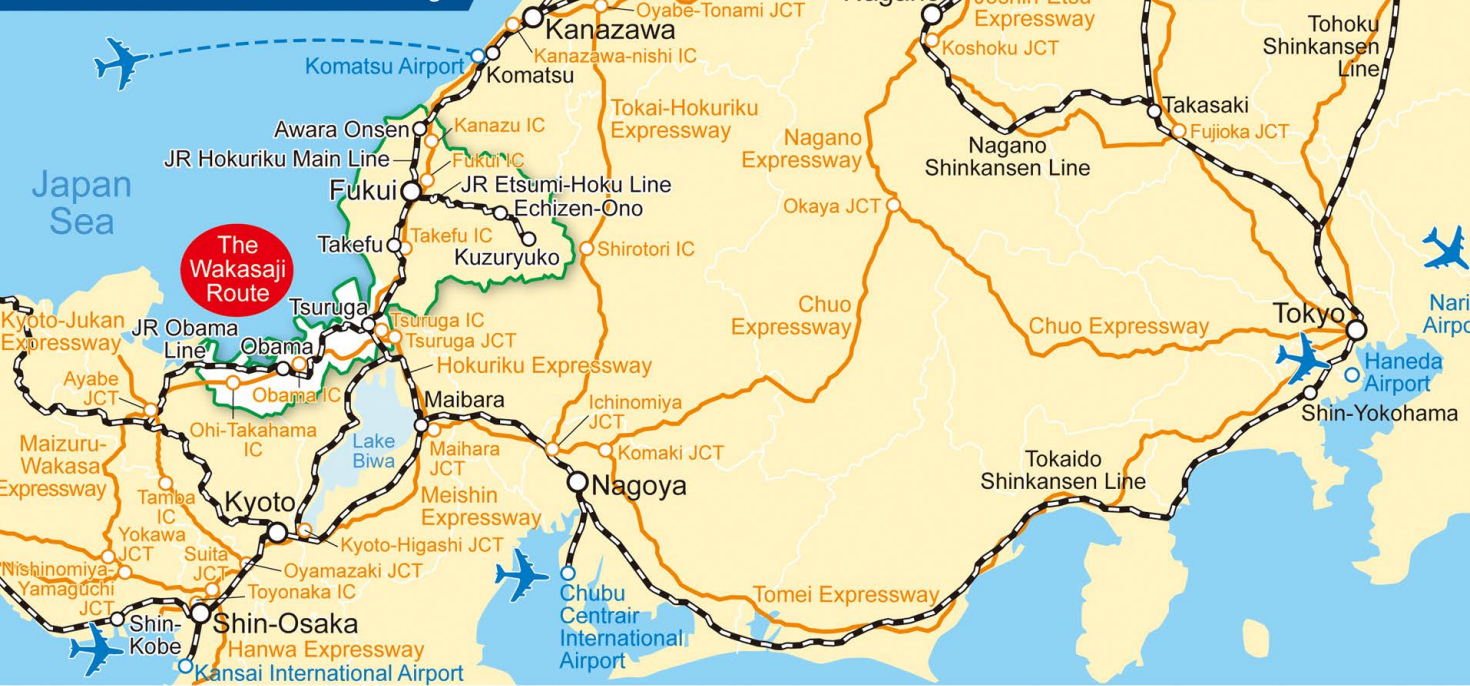 Oyabe-Tonami JCT
Kanazawa
Kanazawa-nishi IC
Komatsu Airport
Komatsu
Expressway
Koshoku JCT
Tohoku
Shinkansen
Line
Takasaki
Fujioka JCT
Nagano
Shinkansen Line
Tokai-Hokuriku
Expressway
Nagano
Expressway
Awara Onsen
Kanazu IC
JR Hokuriku Main Line
Fukui IC
Fukui
JR Etsumi-Hoku Line
Echizen-Ono
Japan
Sea
Okaya JCT
Takefu
Takefu IC
Kuzuryuko
Shirotori IC
The
Wakasaji
Route
Tsuruga
Tsuruga IC
Tsuruga JCT
Kyoto-Jukan
Expressway
JR Obama
Line
Obama
Hokuriku Expressway
Chuo
Expressway
Chuo Expressway
Tokyo
Nari
Airpo
Haneda
Airport
Shin-Yokohama
Ayabe
JCT
Obama IC
Ohi-Takahama
IC
Maibara
Ichinomiya
JCT
Maizuru-
Wakasa
Expressway
Lake
Biwa
Maihara
JCT
Komaki JCT
Nagoya
Tokaido
Shinkansen Line
Tamba
IC
Kyoto
Meishin
Expressway
Kyoto-Higashi JCT
Yokawa
JCT
Suita
JCT
Oyamazaki JCT
Nishinomiya-
Yamaguchi
JCT
Toyonaka IC
Shin-
Kobe
Shin-Osaka
Hanwa Expressway
Kansai International Airport
Chubu
Centrair
International
Airport
Tomei Expressway